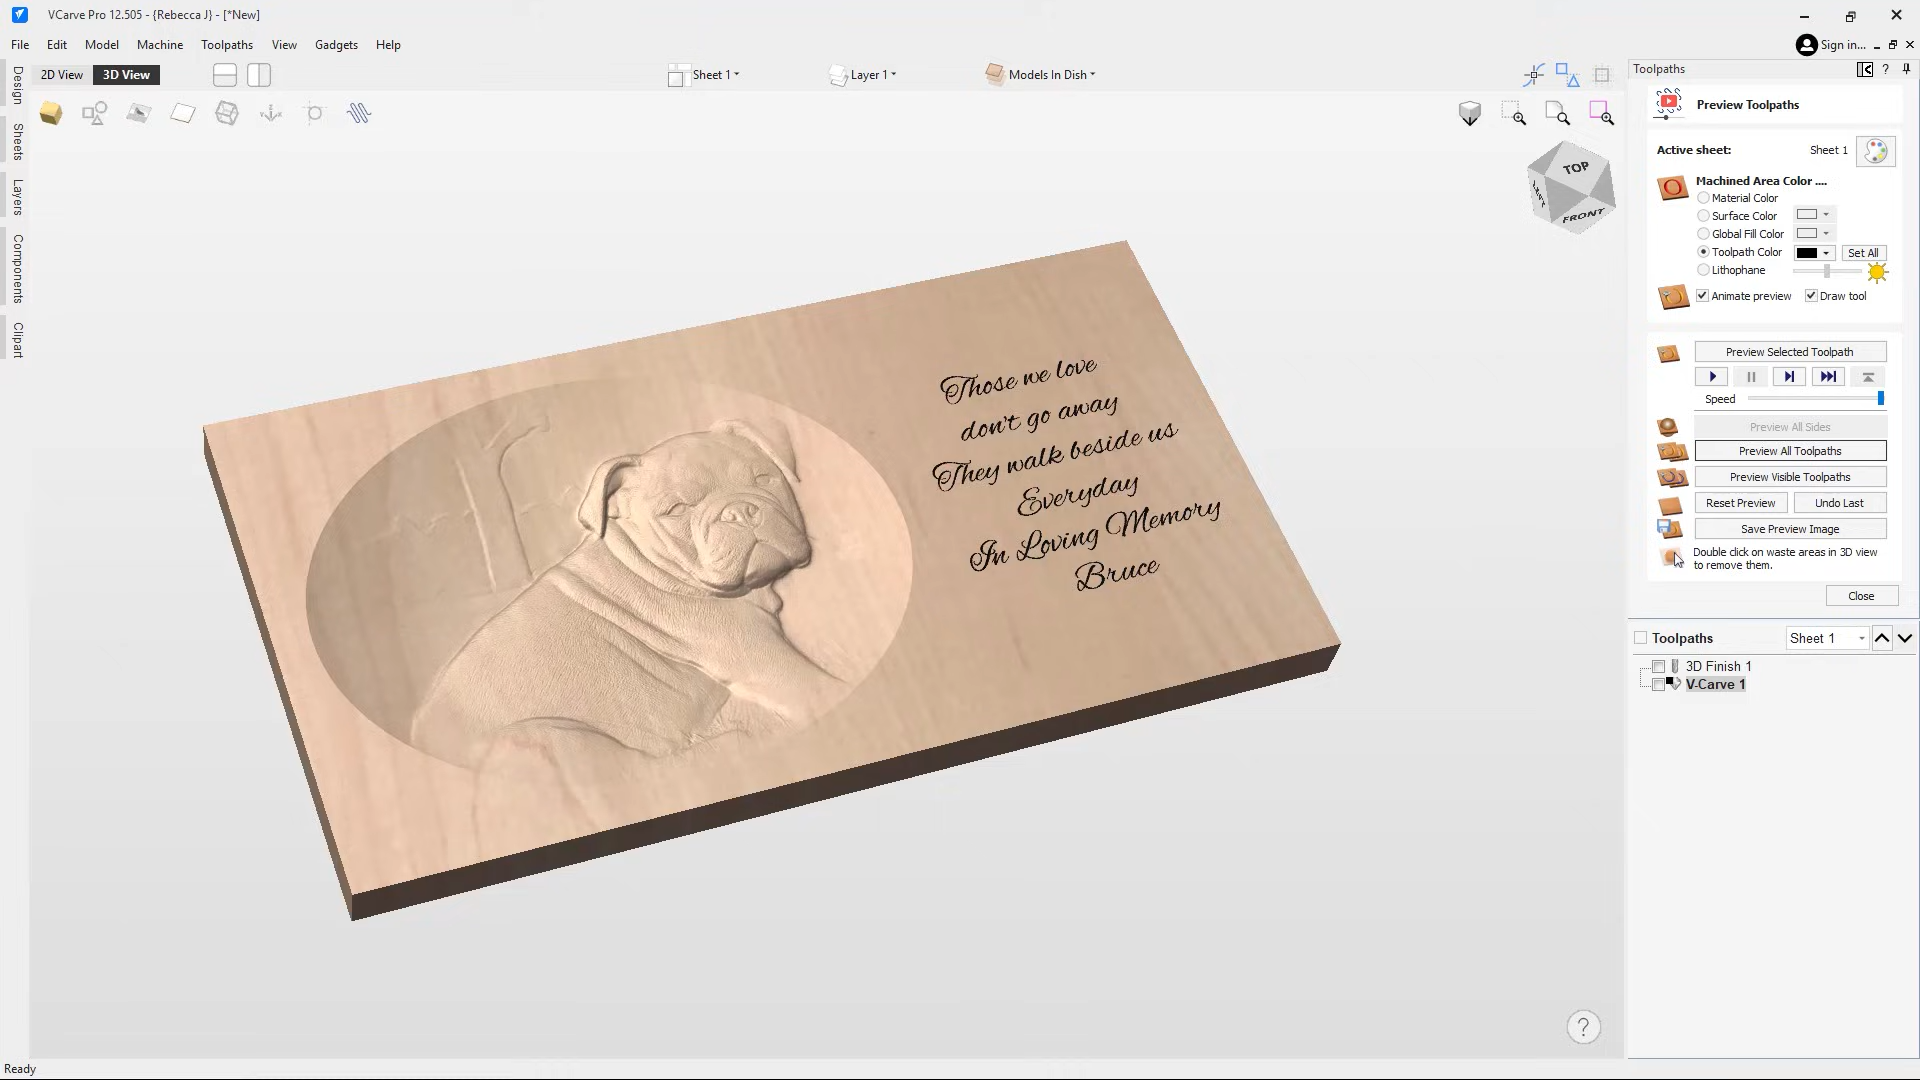 VCarve Pro 12.505 - {Rebecca J} - [*New]
File Edit Model Machine Toolpaths View Gadgets Help
Sign in...
2D View 3D View
Sheet 1
Layer 1
Models In Dish
Design
Sheets
Layers
Components
Clipart
TOP
LEFT
FRONT
Those we love
don't go away
They walk beside us
Everyday
In Loving Memory
Bruce
Toolpaths
Preview Toolpaths
Active sheet: Sheet 1
Machined Area Color ....
Material Color
Surface Color
Global Fill Color
Toolpath Color Set All
Lithophane
Animate preview Draw tool
Preview Selected Toolpath
Speed
Preview All Sides
Preview All Toolpaths
Preview Visible Toolpaths
Reset Preview Undo Last
Save Preview Image
Double click on waste areas in 3D view
to remove them.
Close
Toolpaths Sheet 1
3D Finish 1
V-Carve 1
?
Ready